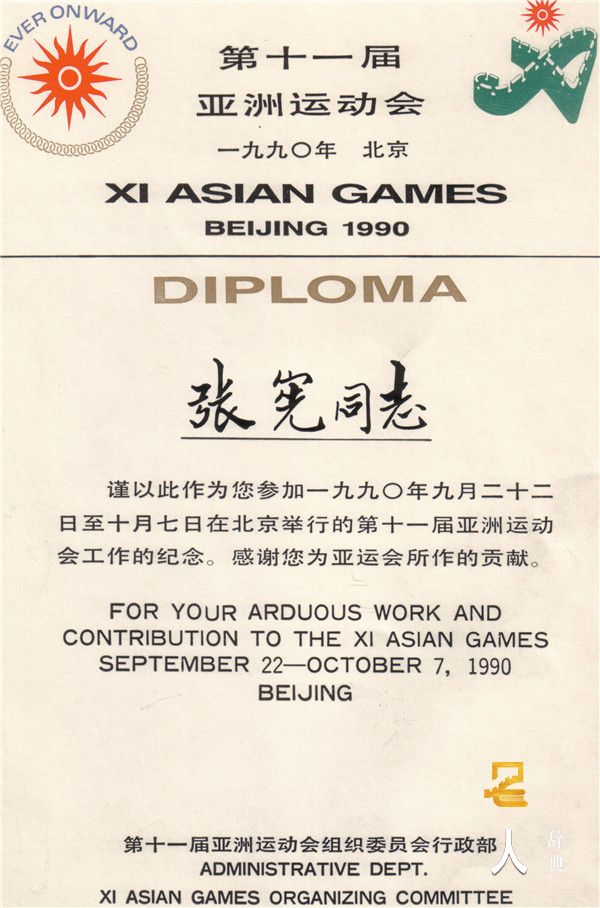 EVER ONWARD
第十一届
亚洲运动会
一九九〇年 北京
XI ASIAN GAMES
BEIJING 1990
DIPLOMA
张宪同志
谨以此作为您参加一九九〇年九月二十二
日至十月七日在北京举行的第十一届亚洲运动
会工作的纪念。感谢您为亚运会所作的贡献。
FOR YOUR ARDUOUS WORK AND
CONTRIBUTION TO THE XI ASIAN GAMES
SEPTEMBER 22—OCTOBER 7, 1990
BEIJING
第十一届亚洲运动会组织委员会行政部
ADMINISTRATIVE DEPT.
XI ASIAN GAMES ORGANIZING COMMITTEE
人
辞典